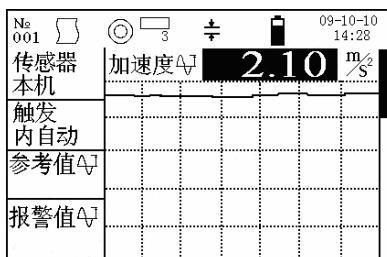 №
001
3
09-10-10
14:28
传感器
本机
加速度
2.10
m/s²
触发
内自动
参考值
报警值